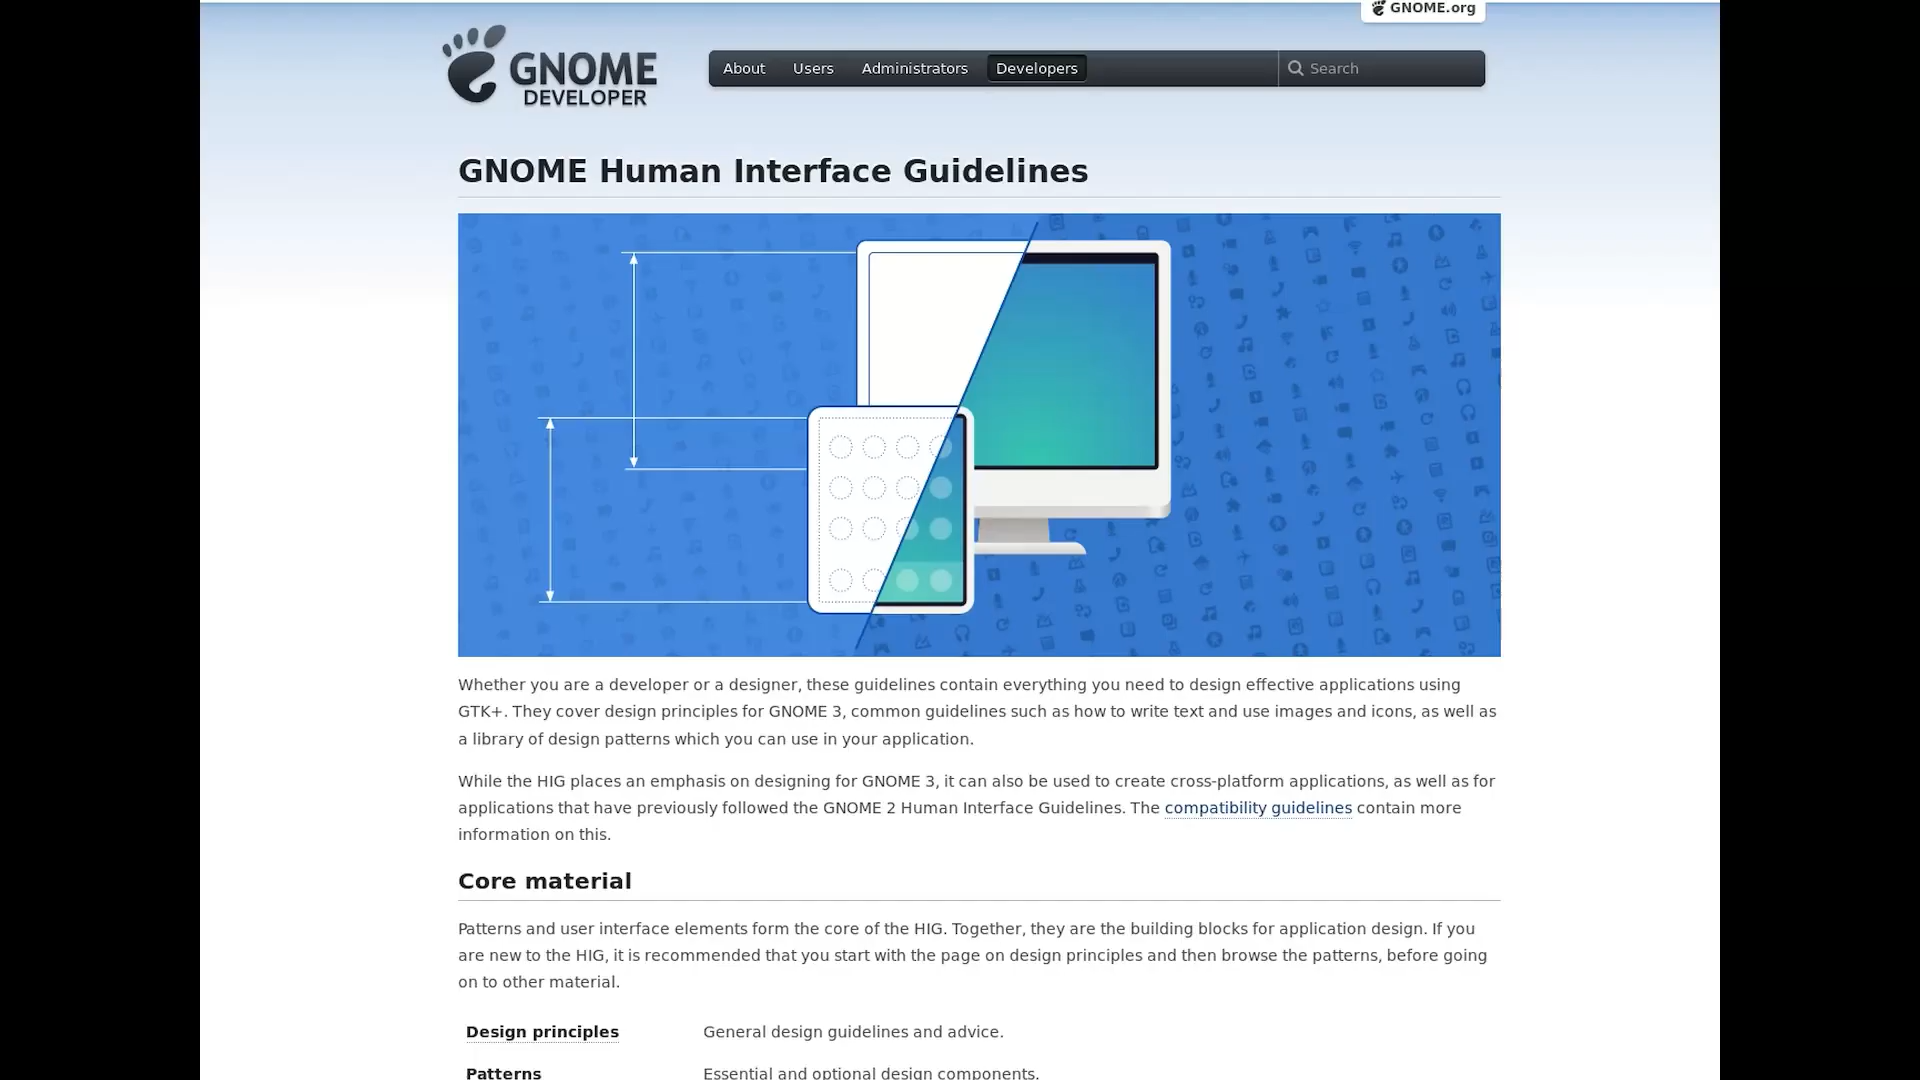 GNOME.org
GNOME
DEVELOPER
About Users Administrators Developers Search
GNOME Human Interface Guidelines
Whether you are a developer or a designer, these guidelines contain everything you need to design effective applications using
GTK+. They cover design principles for GNOME 3, common guidelines such as how to write text and use images and icons, as well as
a library of design patterns which you can use in your application.
While the HIG places an emphasis on designing for GNOME 3, it can also be used to create cross-platform applications, as well as for
applications that have previously followed the GNOME 2 Human Interface Guidelines. The compatibility guidelines contain more
information on this.
Core material
Patterns and user interface elements form the core of the HIG. Together, they are the building blocks for application design. If you
are new to the HIG, it is recommended that you start with the page on design principles and then browse the patterns, before going
on to other material.
Design principles General design guidelines and advice.
Patterns Essential and optional design components.